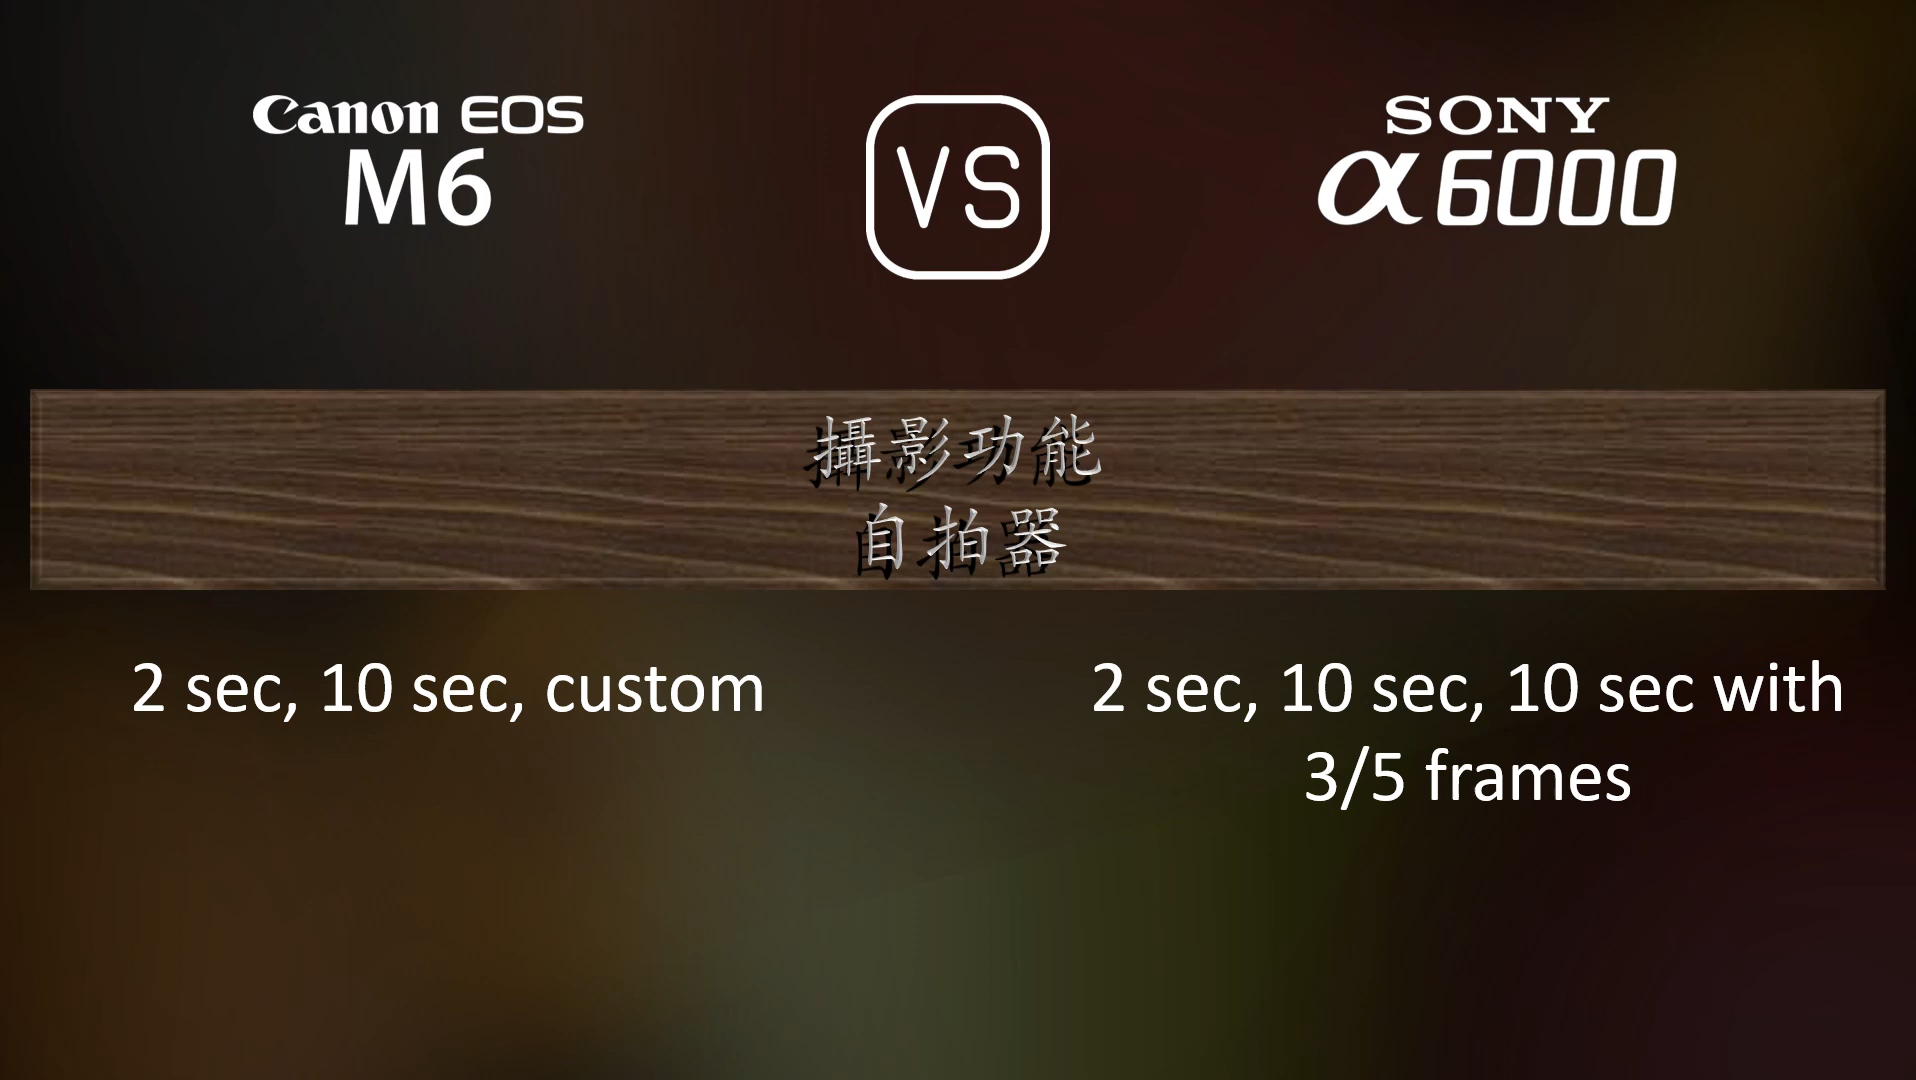 Canon EOS
M6
VS
SONY
α6000
攝影功能
自拍器
2 sec, 10 sec, custom
2 sec, 10 sec, 10 sec with
3/5 frames